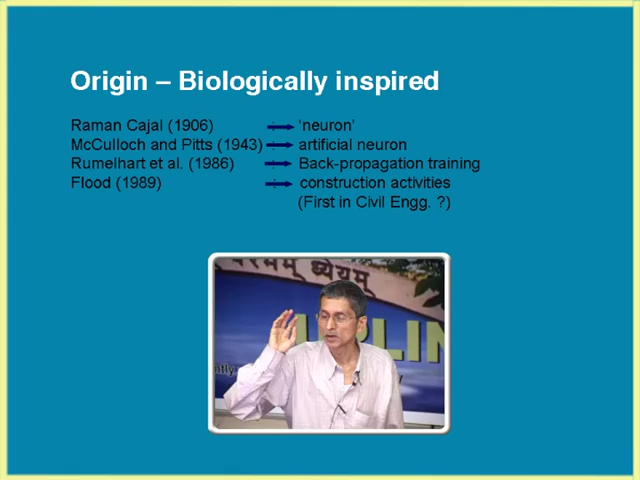 Origin – Biologically inspired
Raman Cajal (1906) : 'neuron'
McCulloch and Pitts (1943) : artificial neuron
Rumelhart et al. (1986) : Back-propagation training
Flood (1989) : construction activities
(First in Civil Engg. ?)
ध्येयम्